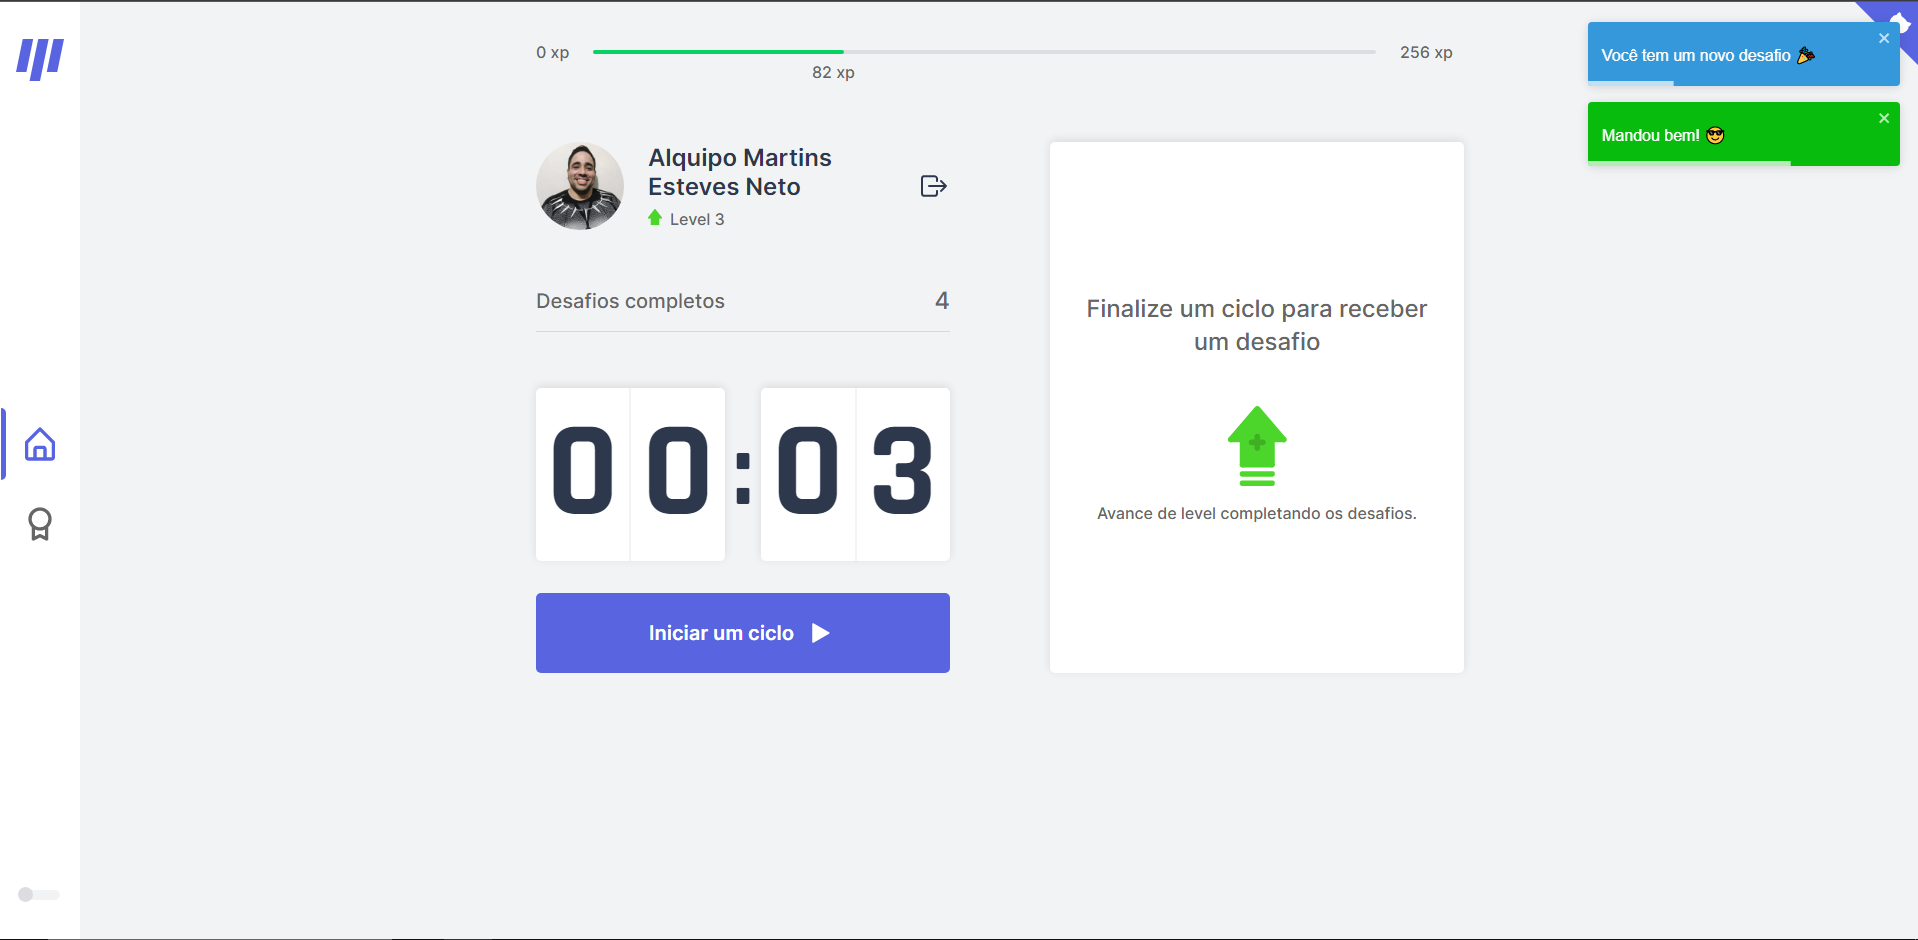 0 xp
256 xp
82 xp
Você tem um novo desafio 🎉
Mandou bem! 😎
Alquipo Martins
Esteves Neto
Level 3
Desafios completos 4
00:03
Iniciar um ciclo
Finalize um ciclo para receber
um desafio
Avance de level completando os desafios.